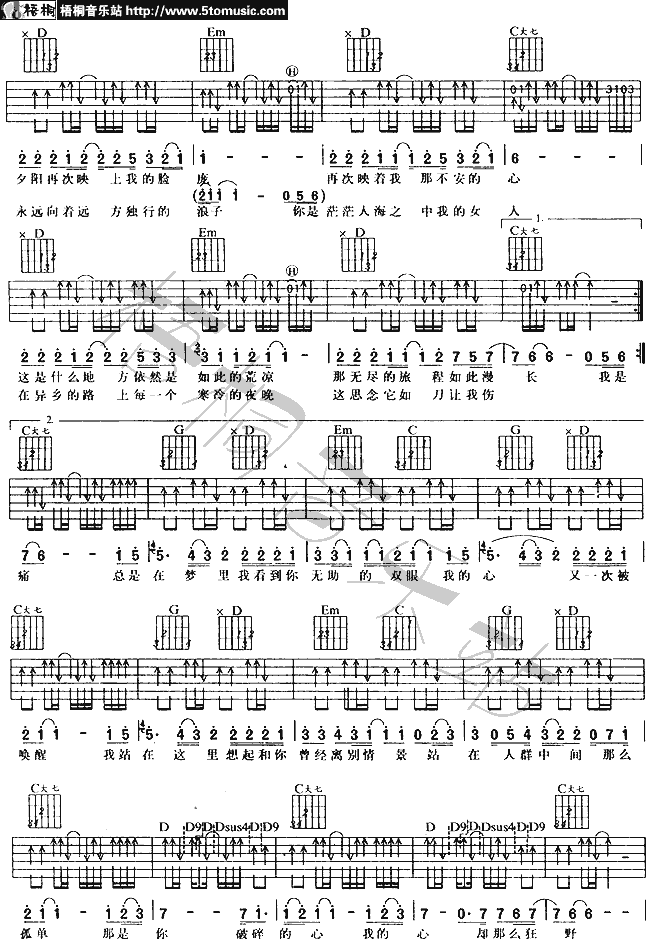 梧桐 梧桐音乐站 http://www.5tomusic.com
D Em D C大七
2 2 2 1 2 2 2 5 3 2 1 1 - - - 2 2 2 1 2 2 1 2 5 3 2 1 6 - - -
夕阳再次映 上我的脸 庞 再次映着我 那不安的 心
(2 1 1 1 - 0 5 6)
永远向着远 方独行的 浪子 你是茫茫人海之 中我的女 人
D Em D C大七 1.
2 2 2 1 2 2 2 5 3 3 3 1 1 2 1 1 - 2 2 2 1 2 1 2 7 5 7 7 6 6 - 0 5 6
这是什么地 方依然是 如此的荒凉 那无尽的旅 程如此漫 长 我是
在异乡的路 上每一个 寒冷的夜晚 这思念它如 刀让我伤
2.
C大七 G D Em C G D
7 6 - - 1 5 5· 4 3 2 2 2 2 1 3 3 1 1 1 2 1 1 1 5 1 5· 4 3 2 2 2 2 1
痛 总是在 梦 里我看到你 无助 的 双眼 我的心 又一次被
C大七 G D Em C G D
2 1 1 - 1 5 5· 4 3 2 2 2 2 1 3 3 4 3 1 1 1 0 2 3 3 0 5 4 3 2 2 0 7 1
唤醒 我站在 这 里想起和你 曾经离别情 景站 在 人群中 间 那么
C大七 D D9 D Dsus4 D D9 C大七 D D9 D Dsus4 D D9 C大七
2 1 1 - 1 2 3 7 - 7 1· 1 2 1 1 - 1 2 3 7 - 0 7 7 6 7 7 6 6 -
孤单 那是 你 破碎 的心 我的 心 却那么狂 野